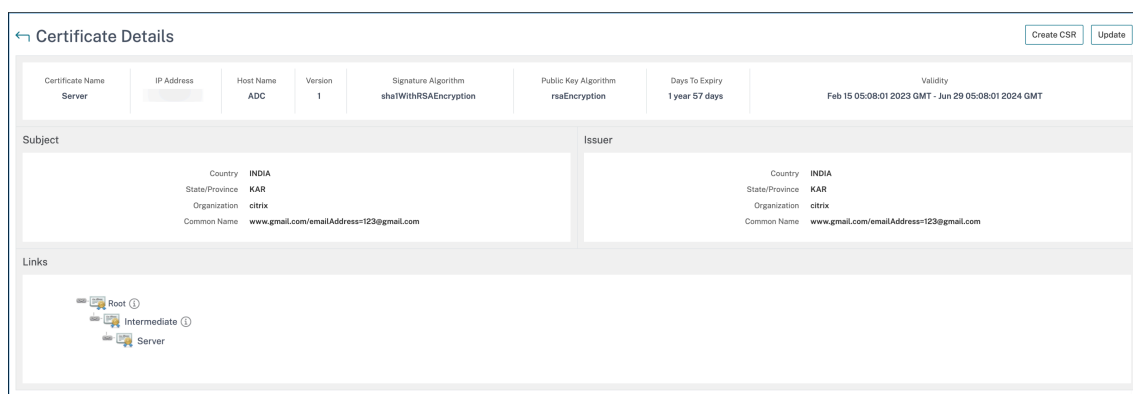 Certificate Details
Create CSR
Update
Certificate Name
Server
IP Address
Host Name
ADC
Version
1
Signature Algorithm
sha1WithRSAEncryption
Public Key Algorithm
rsaEncryption
Days To Expiry
1 year 57 days
Validity
Feb 15 05:08:01 2023 GMT - Jun 29 05:08:01 2024 GMT
Subject
Country INDIA
State/Province KAR
Organization citrix
Common Name www.gmail.com/emailAddress=123@gmail.com
Issuer
Country INDIA
State/Province KAR
Organization citrix
Common Name www.gmail.com/emailAddress=123@gmail.com
Links
Root
Intermediate
Server